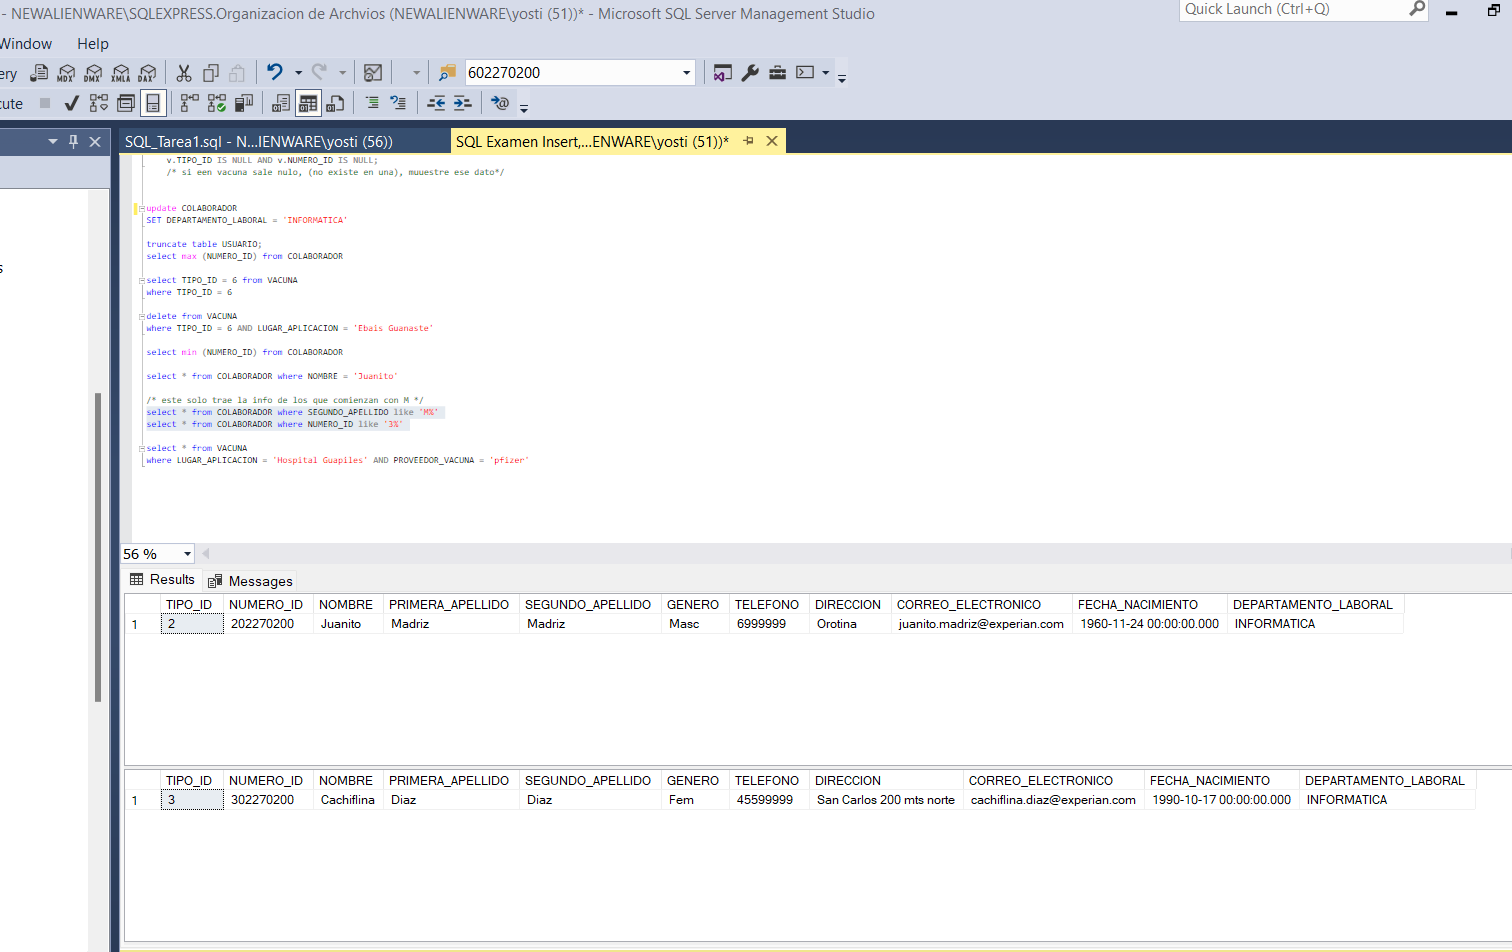 - NEWALIENWARE\SQLEXPRESS.Organizacion de Archvios (NEWALIENWARE\yosti (51))* - Microsoft SQL Server Management Studio
Quick Launch (Ctrl+Q)
Window Help
ery MDX DMX XMLA DAX 602270200
cute
SQL_Tarea1.sql - N...IENWARE\yosti (56)) SQL Examen Insert,...ENWARE\yosti (51))*
s
v.TIPO_ID IS NULL AND v.NUMERO_ID IS NULL;
/* si een vacuna sale nulo, (no existe en una), muuestre ese dato*/
update COLABORADOR
SET DEPARTAMENTO_LABORAL = 'INFORMATICA'
truncate table USUARIO;
select max (NUMERO_ID) from COLABORADOR
select TIPO_ID = 6 from VACUNA
where TIPO_ID = 6
delete from VACUNA
where TIPO_ID = 6 AND LUGAR_APLICACION = 'Ebais Guanaste'
select min (NUMERO_ID) from COLABORADOR
select * from COLABORADOR where NOMBRE = 'Juanito'
/* este solo trae la info de los que comienzan con M */
select * from COLABORADOR where SEGUNDO_APELLIDO like 'M%'
select * from COLABORADOR where NUMERO_ID like '3%'
select * from VACUNA
where LUGAR_APLICACION = 'Hospital Guapiles' AND PROVEEDOR_VACUNA = 'pfizer'
56 %
Results Messages
TIPO_ID NUMERO_ID NOMBRE PRIMERA_APELLIDO SEGUNDO_APELLIDO GENERO TELEFONO DIRECCION CORREO_ELECTRONICO FECHA_NACIMIENTO DEPARTAMENTO_LABORAL
1 2 202270200 Juanito Madriz Madriz Masc 6999999 Orotina juanito.madriz@experian.com 1960-11-24 00:00:00.000 INFORMATICA
TIPO_ID NUMERO_ID NOMBRE PRIMERA_APELLIDO SEGUNDO_APELLIDO GENERO TELEFONO DIRECCION CORREO_ELECTRONICO FECHA_NACIMIENTO DEPARTAMENTO_LABORAL
1 3 302270200 Cachiflina Diaz Diaz Fem 45599999 San Carlos 200 mts norte cachiflina.diaz@experian.com 1990-10-17 00:00:00.000 INFORMATICA